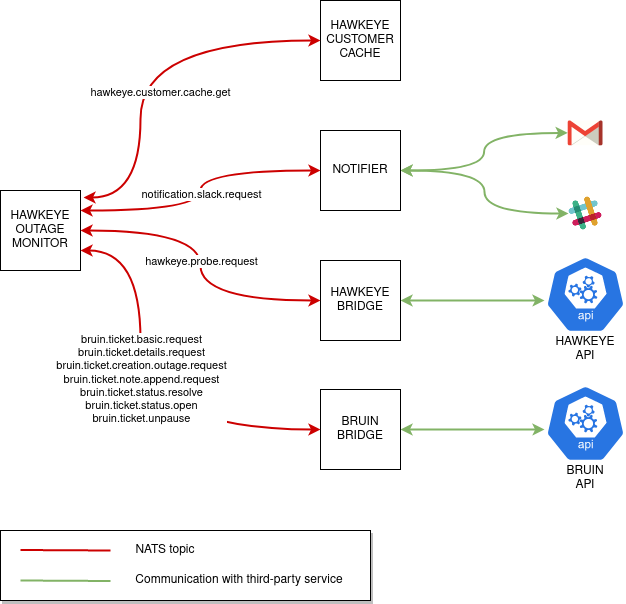 HAWKEYE
CUSTOMER
CACHE
hawkeye.customer.cache.get
NOTIFIER
notification.slack.request
HAWKEYE
OUTAGE
MONITOR
hawkeye.probe.request
HAWKEYE
BRIDGE
api
HAWKEYE
API
bruin.ticket.basic.request
bruin.ticket.details.request
bruin.ticket.creation.outage.request
bruin.ticket.note.append.request
bruin.ticket.status.resolve
bruin.ticket.status.open
bruin.ticket.unpause
BRUIN
BRIDGE
api
BRUIN
API
NATS topic
Communication with third-party service